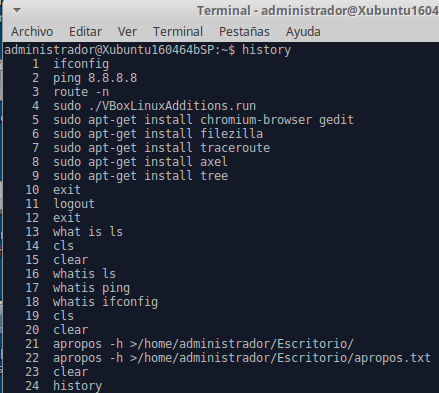 Terminal - administrador@Xubuntu1604
Archivo Editar Ver Terminal Pestañas Ayuda
administrador@Xubuntu160464bSP:~$ history
1 ifconfig
2 ping 8.8.8.8
3 route -n
4 sudo ./VBoxLinuxAdditions.run
5 sudo apt-get install chromium-browser gedit
6 sudo apt-get install filezilla
7 sudo apt-get install traceroute
8 sudo apt-get install axel
9 sudo apt-get install tree
10 exit
11 logout
12 exit
13 what is ls
14 cls
15 clear
16 whatis ls
17 whatis ping
18 whatis ifconfig
19 cls
20 clear
21 apropos -h >/home/administrador/Escritorio/
22 apropos -h >/home/administrador/Escritorio/apropos.txt
23 clear
24 history